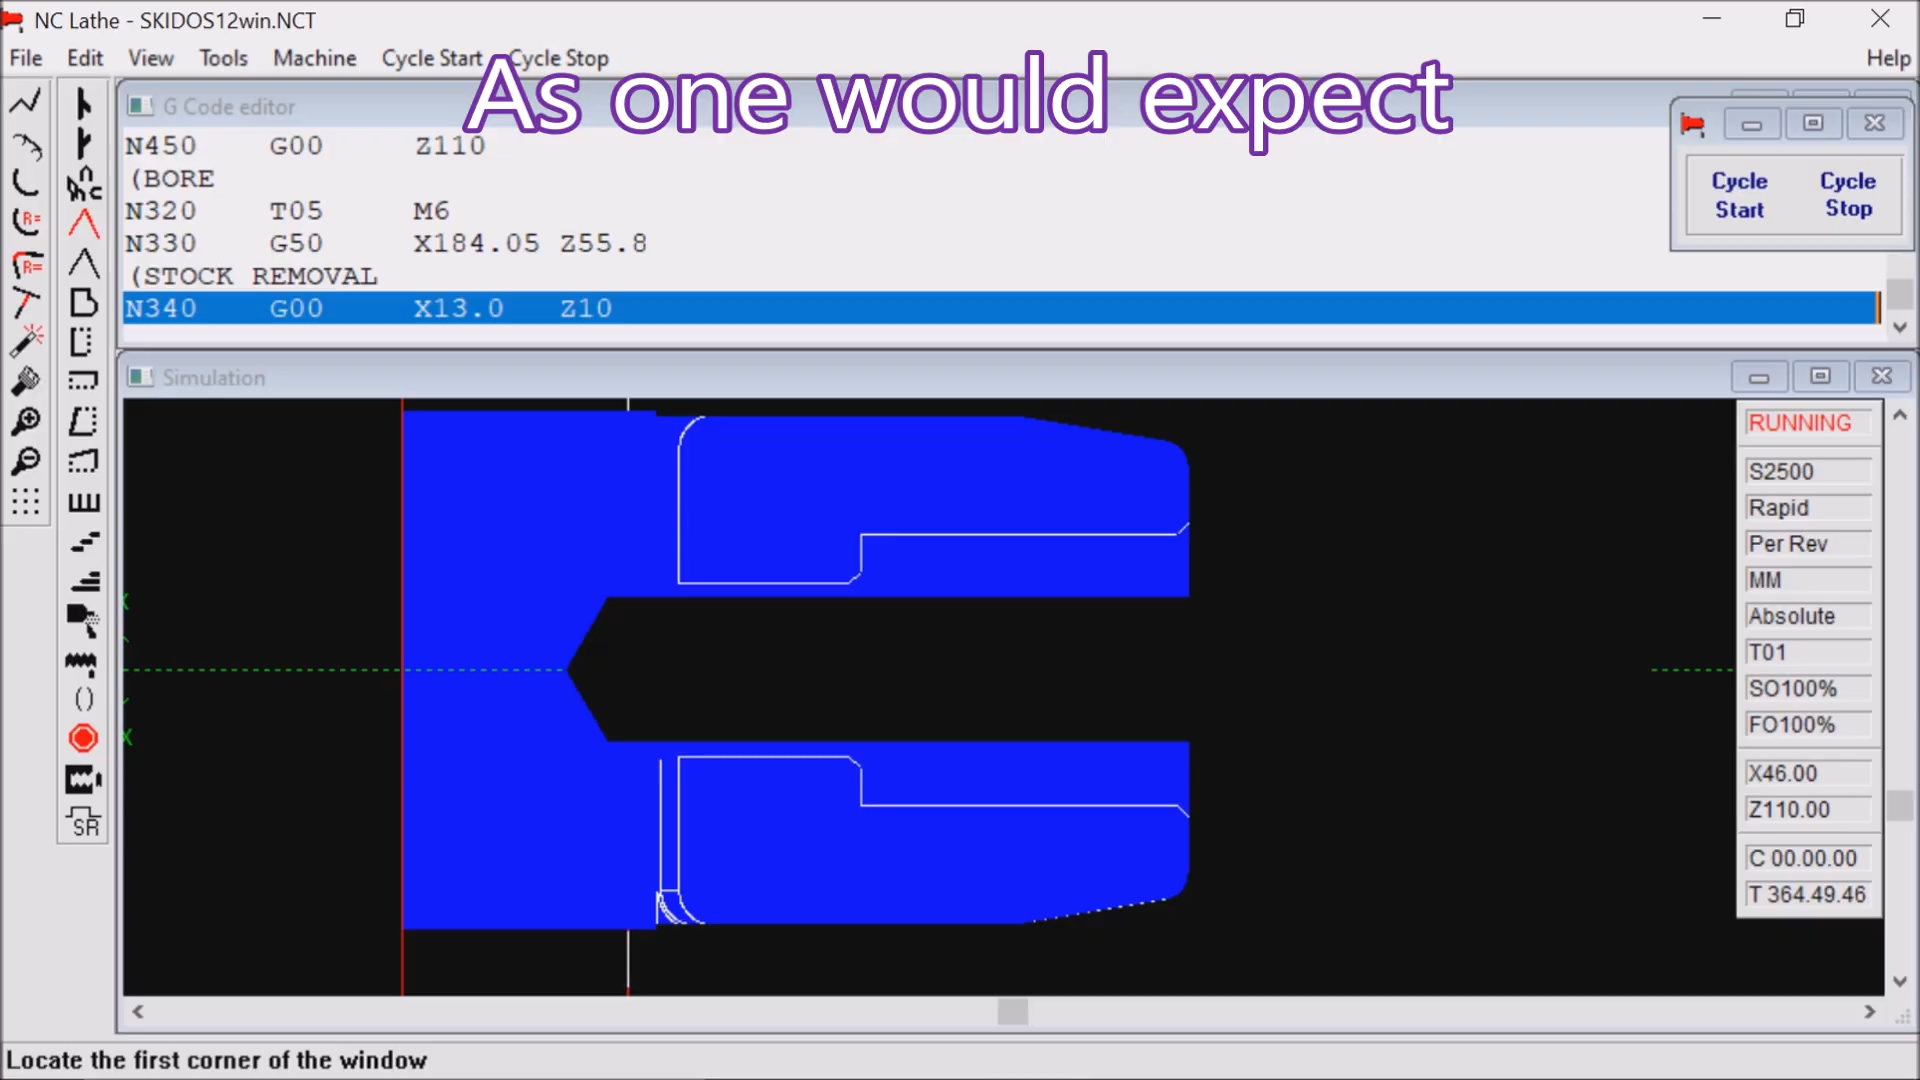 NC Lathe - SKIDOS12win.NCT
File Edit View Tools Machine Cycle Start Cycle Stop Help
As one would expect
G Code editor
N450 G00 Z110
(BORE
N320 T05 M6
N330 G50 X184.05 Z55.8
(STOCK REMOVAL
N340 G00 X13.0 Z10
Cycle Start
Cycle Stop
R=
R=
( )
SR
Simulation
X
X
RUNNING
S2500
Rapid
Per Rev
MM
Absolute
T01
SO100%
FO100%
X46.00
Z110.00
C 00.00.00
T 364.49.46
Locate the first corner of the window